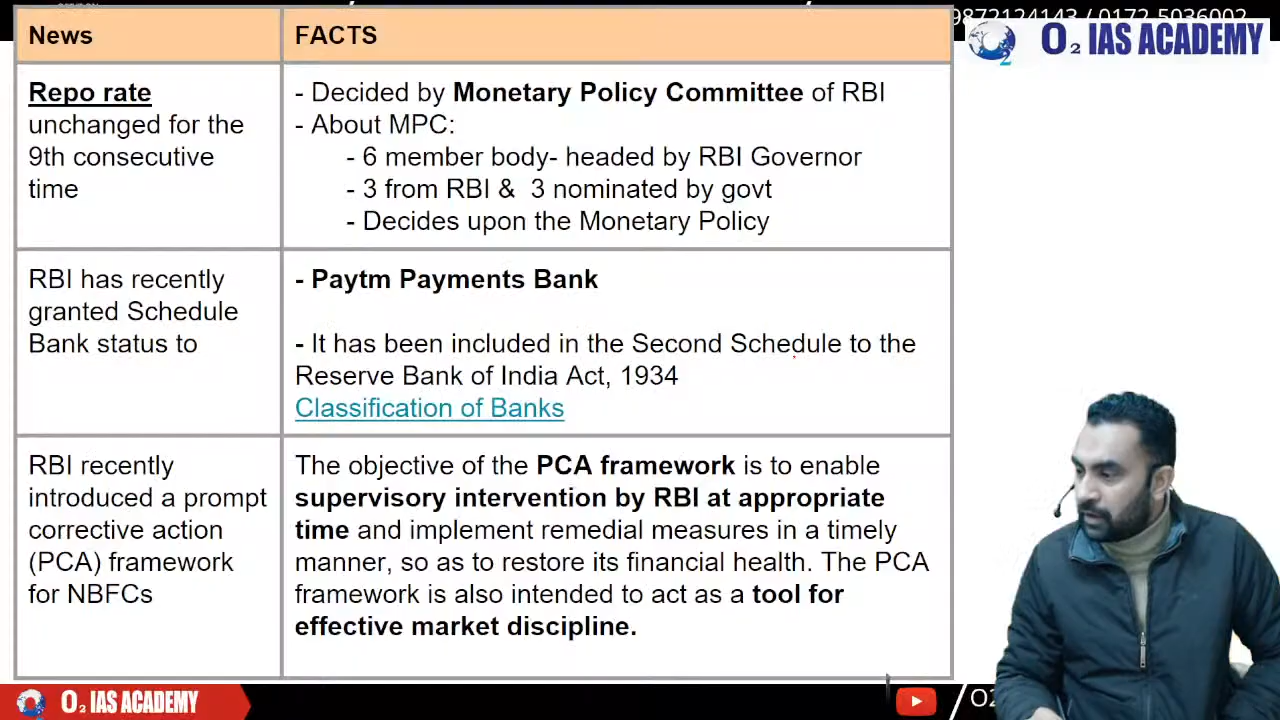 9872124143 / 0172-5036002
O2 IAS ACADEMY
News
FACTS
Repo rate
unchanged for the
9th consecutive
time
- Decided by Monetary Policy Committee of RBI
- About MPC:
- 6 member body- headed by RBI Governor
- 3 from RBI & 3 nominated by govt
- Decides upon the Monetary Policy
RBI has recently
granted Schedule
Bank status to
- Paytm Payments Bank
- It has been included in the Second Schedule to the
Reserve Bank of India Act, 1934
Classification of Banks
RBI recently
introduced a prompt
corrective action
(PCA) framework
for NBFCs
The objective of the PCA framework is to enable
supervisory intervention by RBI at appropriate
time and implement remedial measures in a timely
manner, so as to restore its financial health. The PCA
framework is also intended to act as a tool for
effective market discipline.
O2 IAS ACADEMY
O2